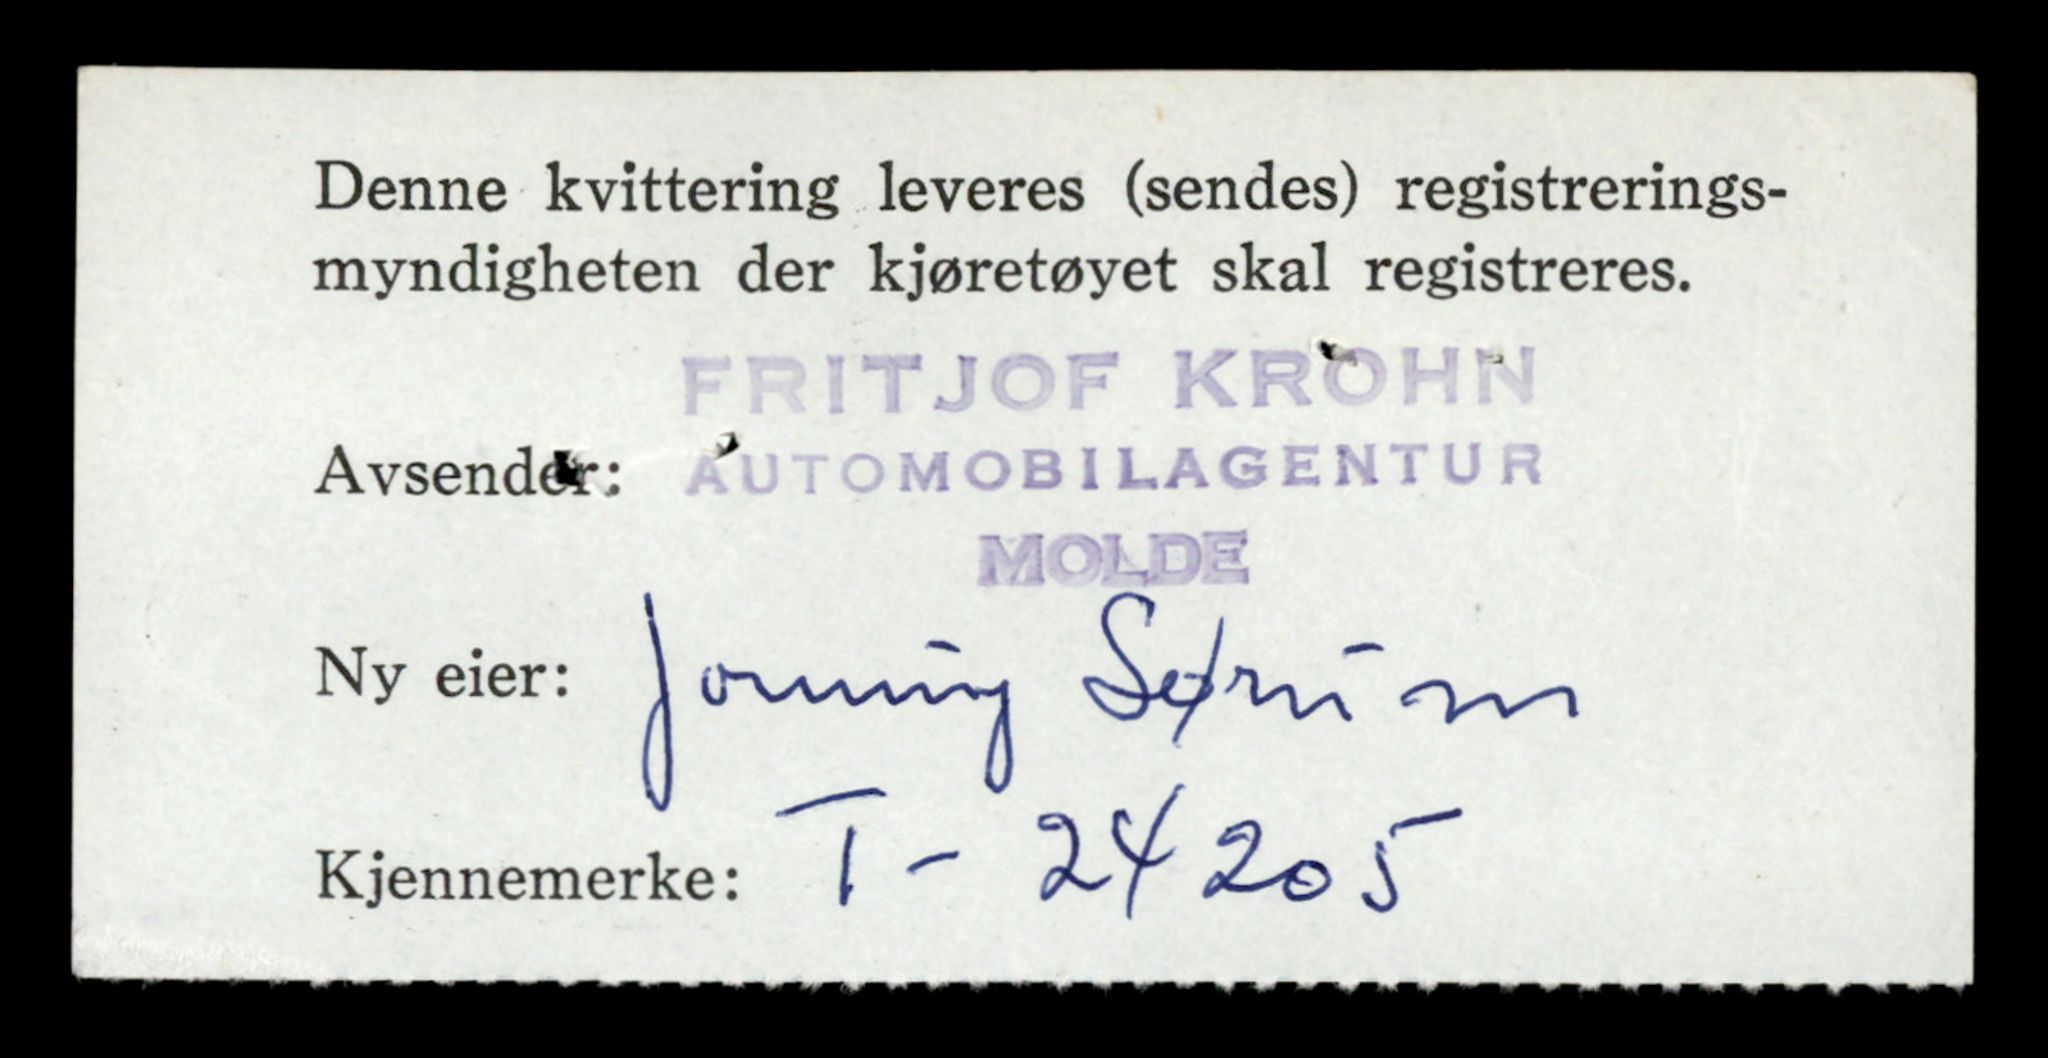 Denne kvittering leveres (sendes) registrerings-
myndigheten der kjøretøyet skal registreres.
FRITJOF KROHN
Avsender: AUTOMOBILAGENTUR
MOLDE
Ny eier: Sørum
Kjennemerke: T - 24205